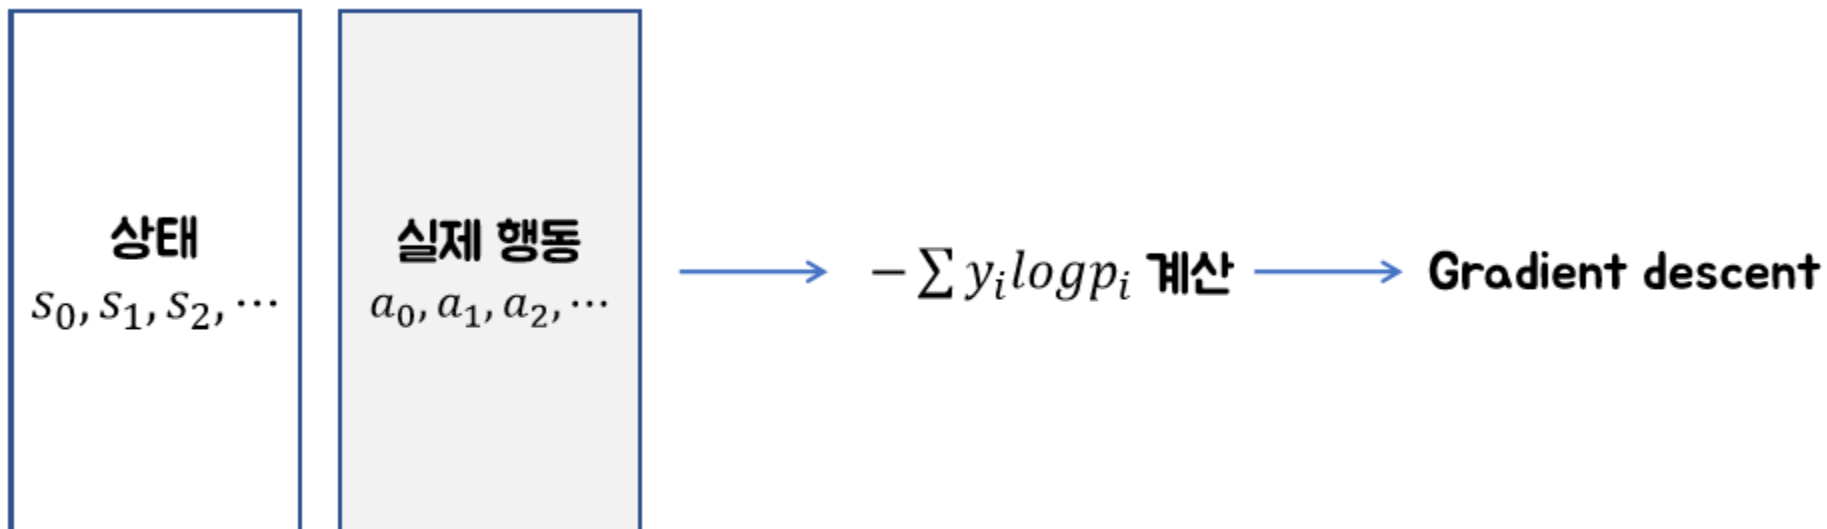 상태
s₀, s₁, s₂, ⋯
실제 행동
a₀, a₁, a₂, ⋯
− ∑ yᵢlogpᵢ 계산
Gradient descent